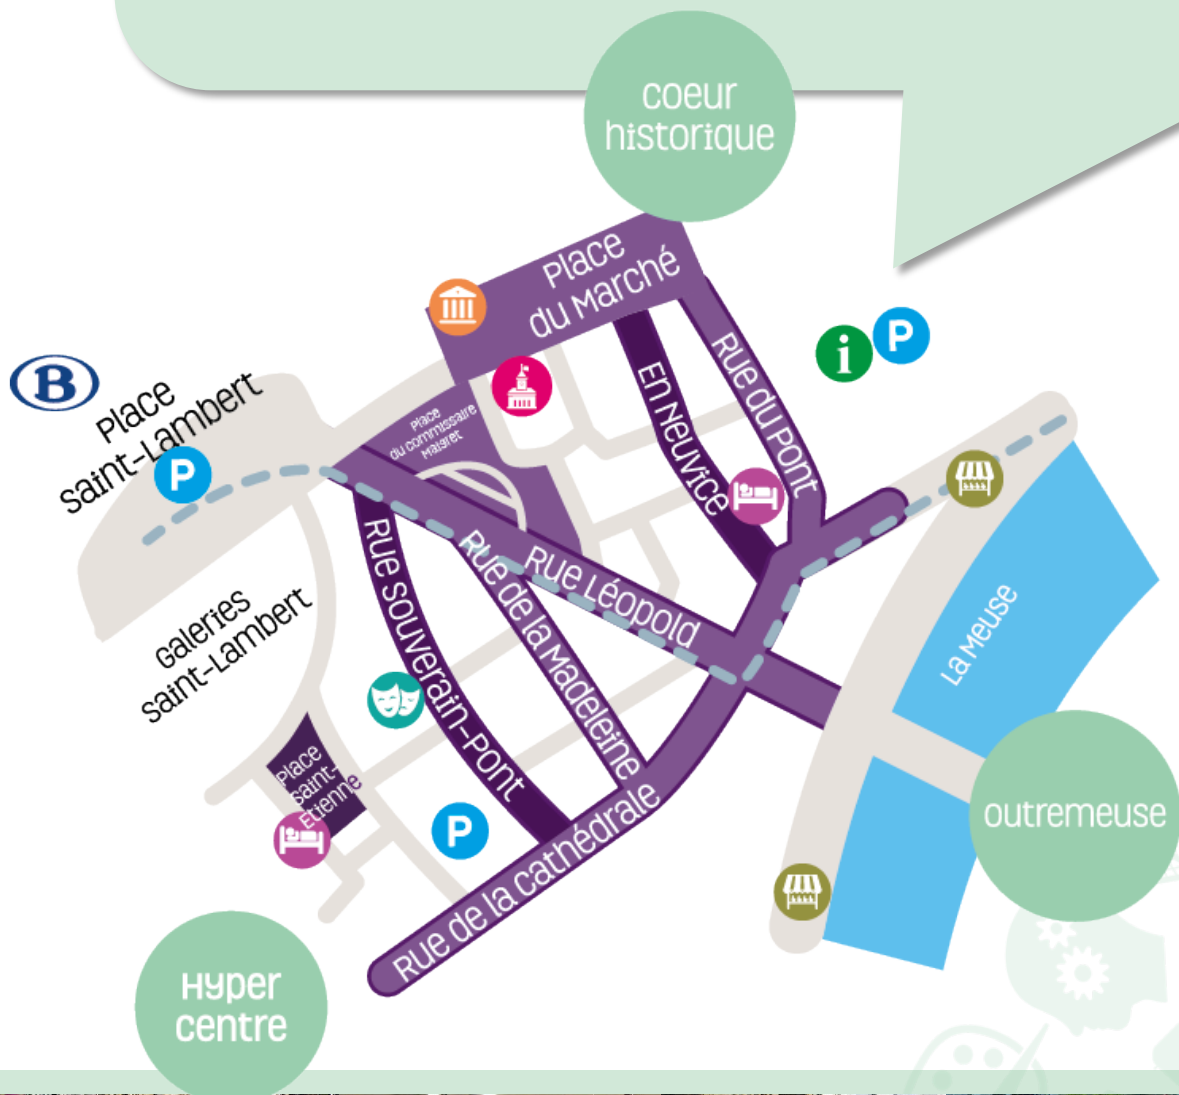 coeur
historique
Place
du Marché
B
Place
saint-Lambert
P
Place
du commissaire
Maigret
En Neuvice
Rue du Pont
i
P
Rue Souverain-Pont
Rue de la Madeleine
Rue Léopold
Galeries
saint-Lambert
La Meuse
Place
saint-
Etienne
P
Rue de la Cathédrale
outremeuse
Hyper
centre